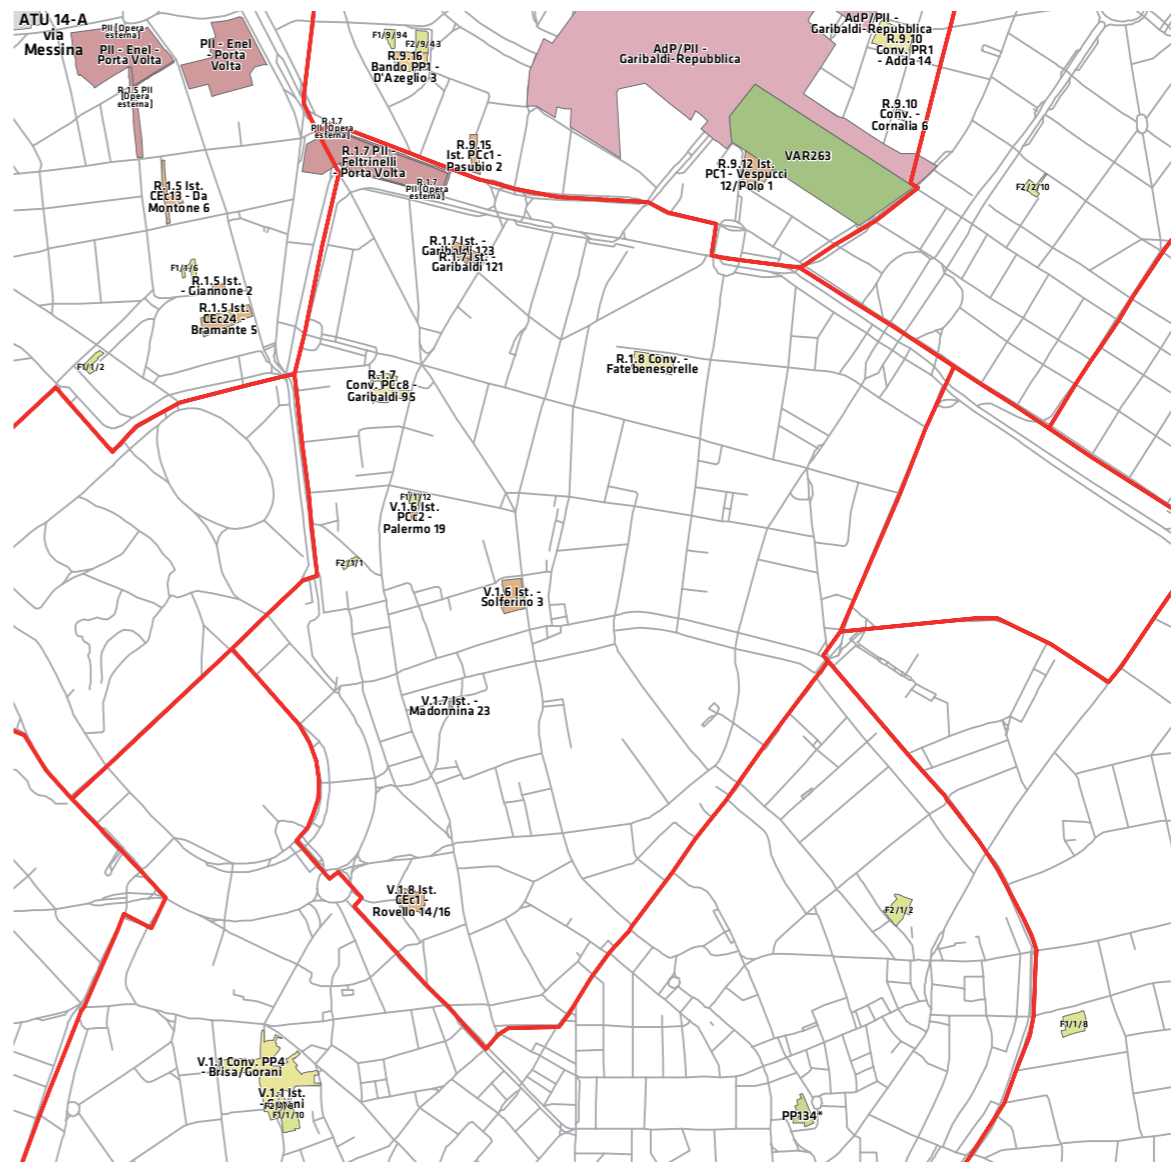 ATU 14-A
via
Messina
PII [Opera
esterna]
PII - Enel -
Porta Volta
PII - Enel
- Porta
Volta
R.1.5 PII
[Opera
esterna]
F1/9/94
F2/9/43
R.9.16
Bando PP1 -
D'Azeglio 3
AdP/PII -
Garibaldi-Repubblica
AdP/PII -
Garibaldi-Repubblica
R.9.10
Conv. PR1
- Adda 14
R.9.10
Conv. -
Cornalia 6
R.1.7
PII [Opera
esterna]
R.1.7 PII -
Feltrinelli
- Porta Volta
R.1.7
PII [Opera
esterna]
R.9.15
Ist. PCc1 -
Pasubio 2
R.9.12 Ist.
PC1 - Vespucci
12/Polo 1
VAR263
F2/2/10
R.1.5 Ist.
CEc13 - Da
Montone 6
R.1.7 Ist. -
Garibaldi 123
R.1.7 Ist. -
Garibaldi 121
F1/1/6
R.1.5 Ist.
- Giannone 2
R.1.5 Ist.
CEc24 -
Bramante 5
F1/1/2
R.1.7
Conv. PCc8 -
Garibaldi 95
R.1.8 Conv. -
Fatebenesorelle
F1/1/12
V.1.6 Ist.
PCc2 -
Palermo 19
F2/1/1
V.1.6 Ist. -
Solferino 3
V.1.7 Ist. -
Madonnina 23
V.1.8 Ist.
CEc1 -
Rovello 14/16
F2/1/2
F1/1/8
V.1.1 Conv. PP4
- Brisa/Gorani
V.1.1 Ist.
- Gorani
F1/1/10
PP134*